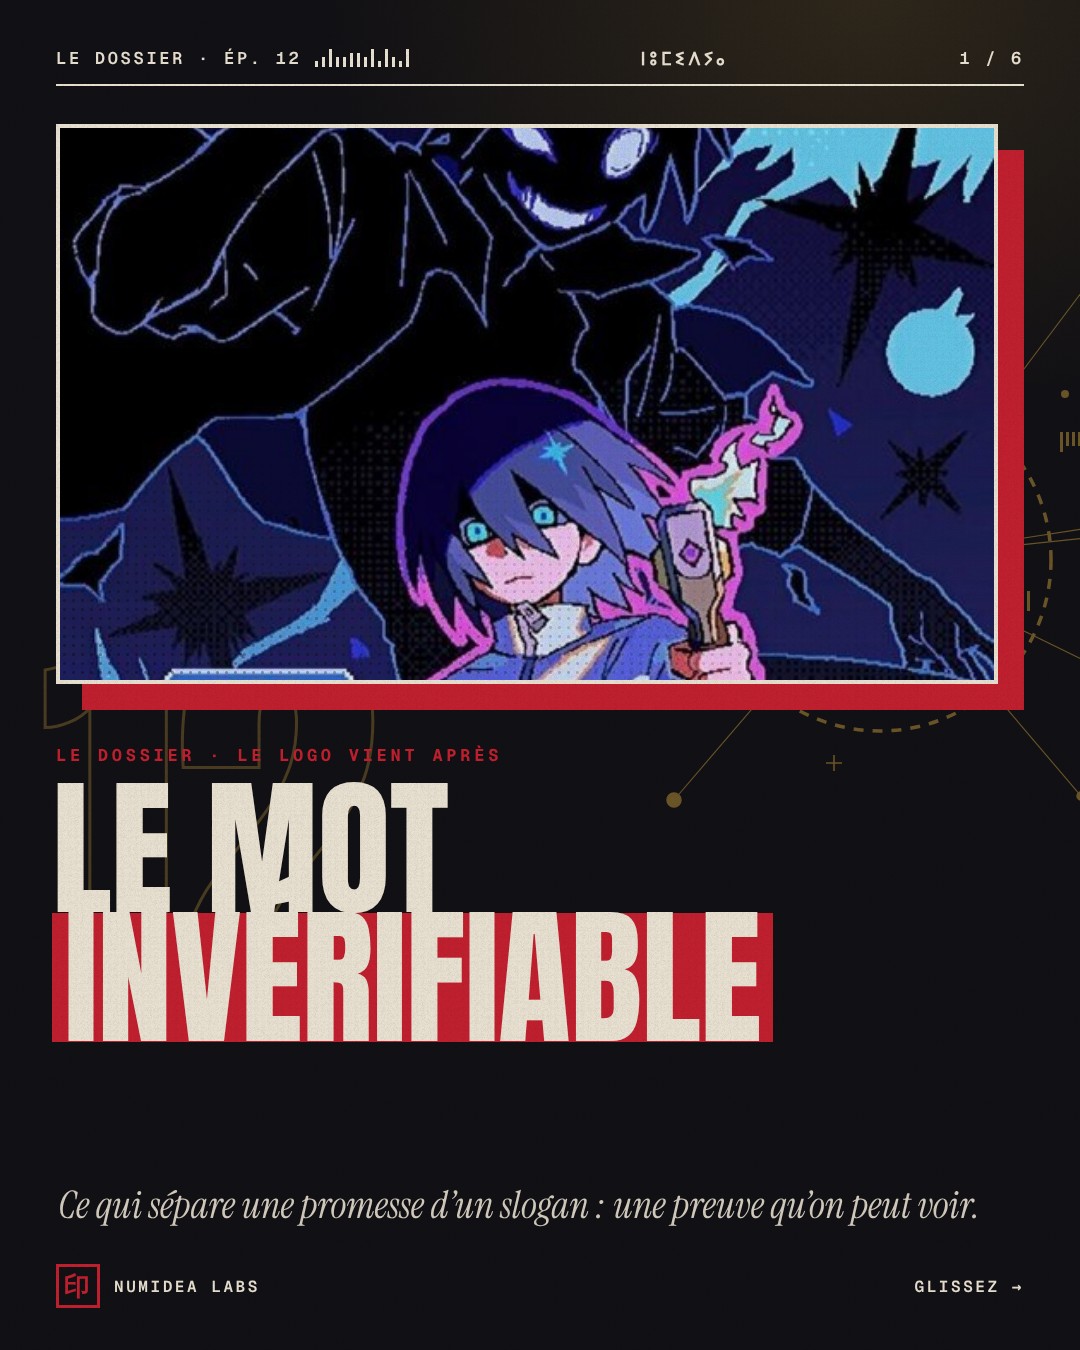 LE DOSSIER · ÉP. 12
1 / 6
LE DOSSIER · LE LOGO VIENT APRÈS
LE MOT
INVÉRIFIABLE
Ce qui sépare une promesse d’un slogan : une preuve qu’on peut voir.
印 NUMIDEA LABS
GLISSEZ →